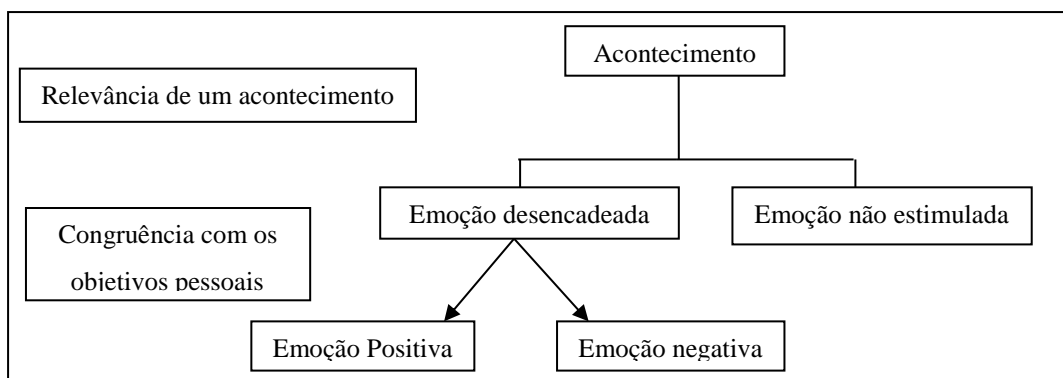 Acontecimento
Relevância de um acontecimento
Emoção desencadeada
Emoção não estimulada
Congruência com os
objetivos pessoais
Emoção Positiva
Emoção negativa